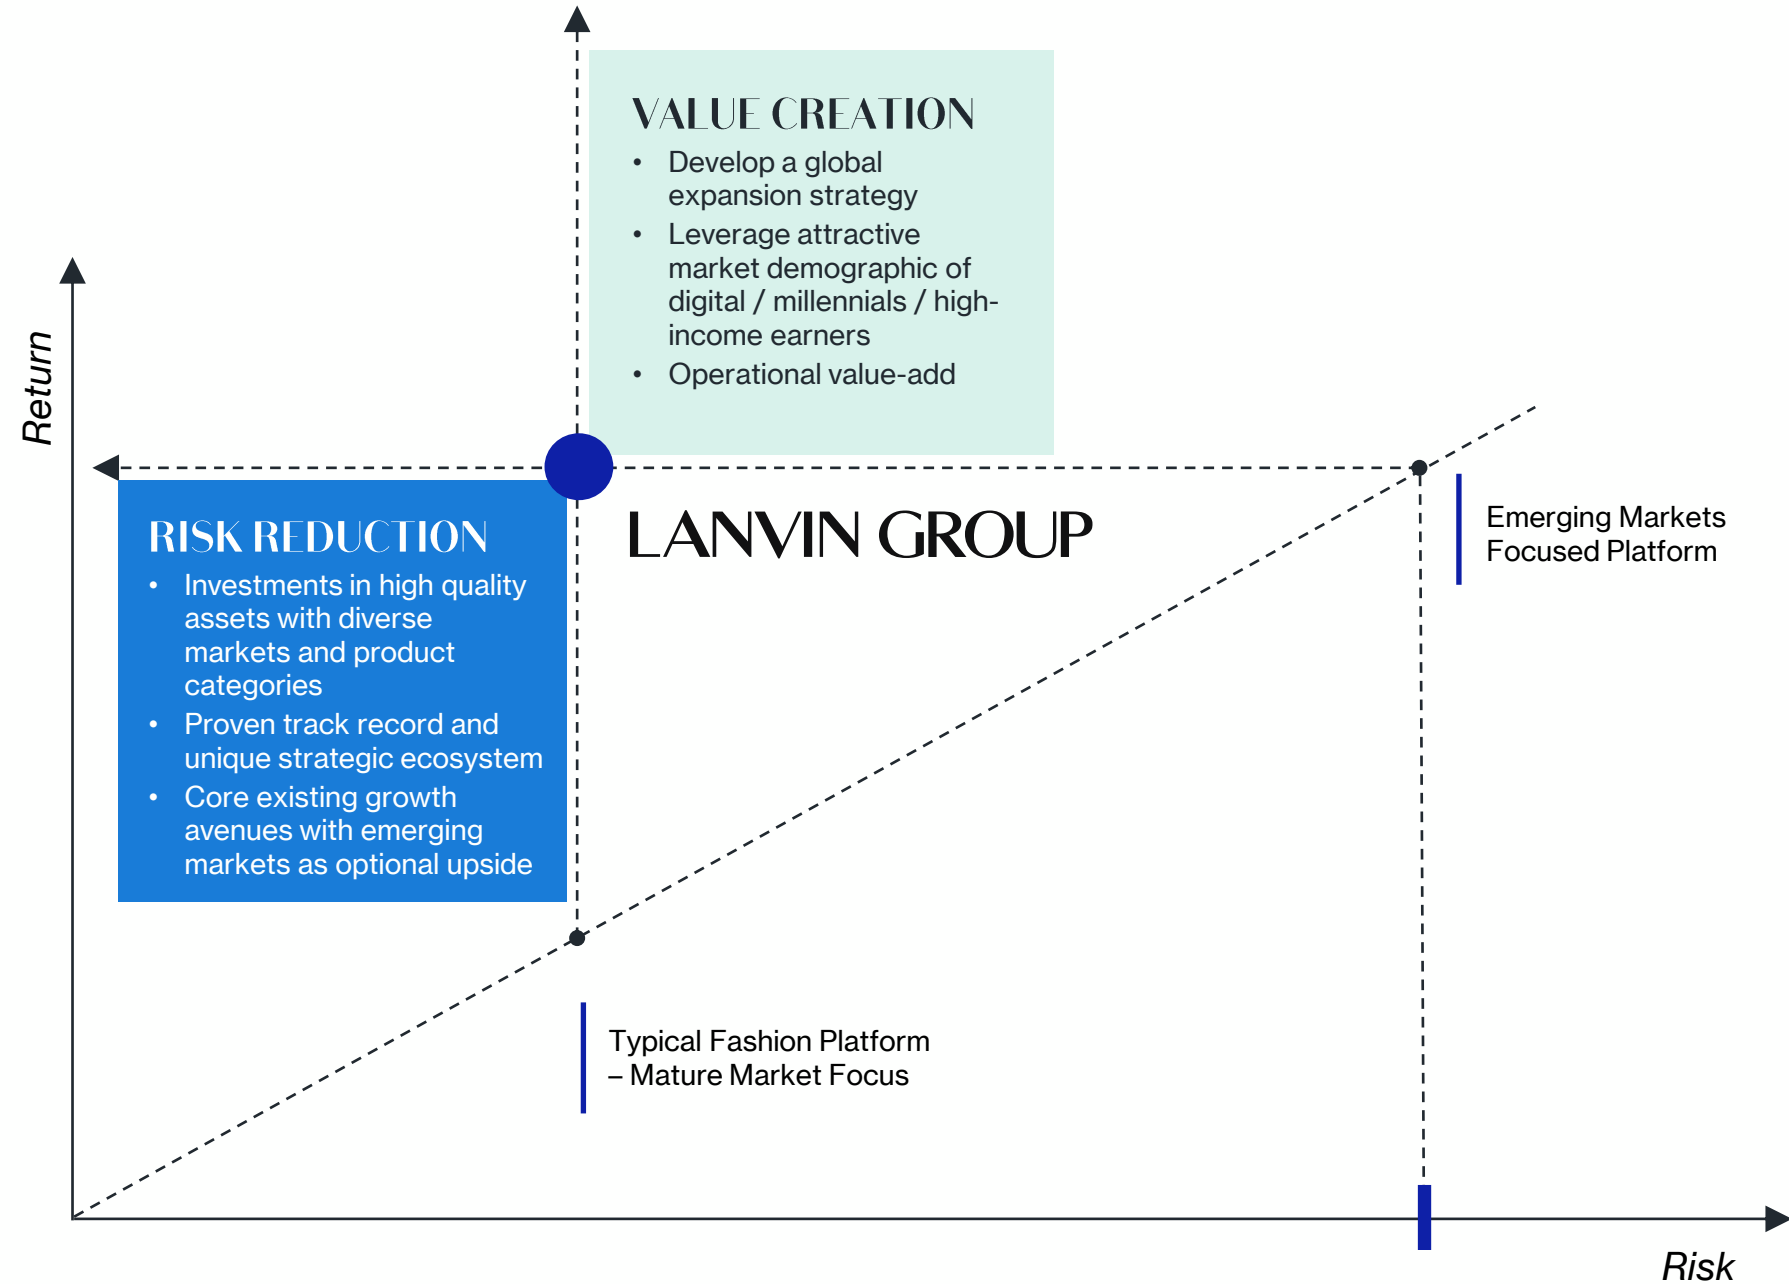 VALUE CREATION
• Develop a global
expansion strategy
• Leverage attractive
market demographic of
digital / millennials / high-
income earners
• Operational value-add
Return
RISK REDUCTION
• Investments in high quality
assets with diverse
markets and product
categories
• Proven track record and
unique strategic ecosystem
• Core existing growth
avenues with emerging
markets as optional upside
LANVIN GROUP
Emerging Markets
Focused Platform
Typical Fashion Platform
– Mature Market Focus
Risk